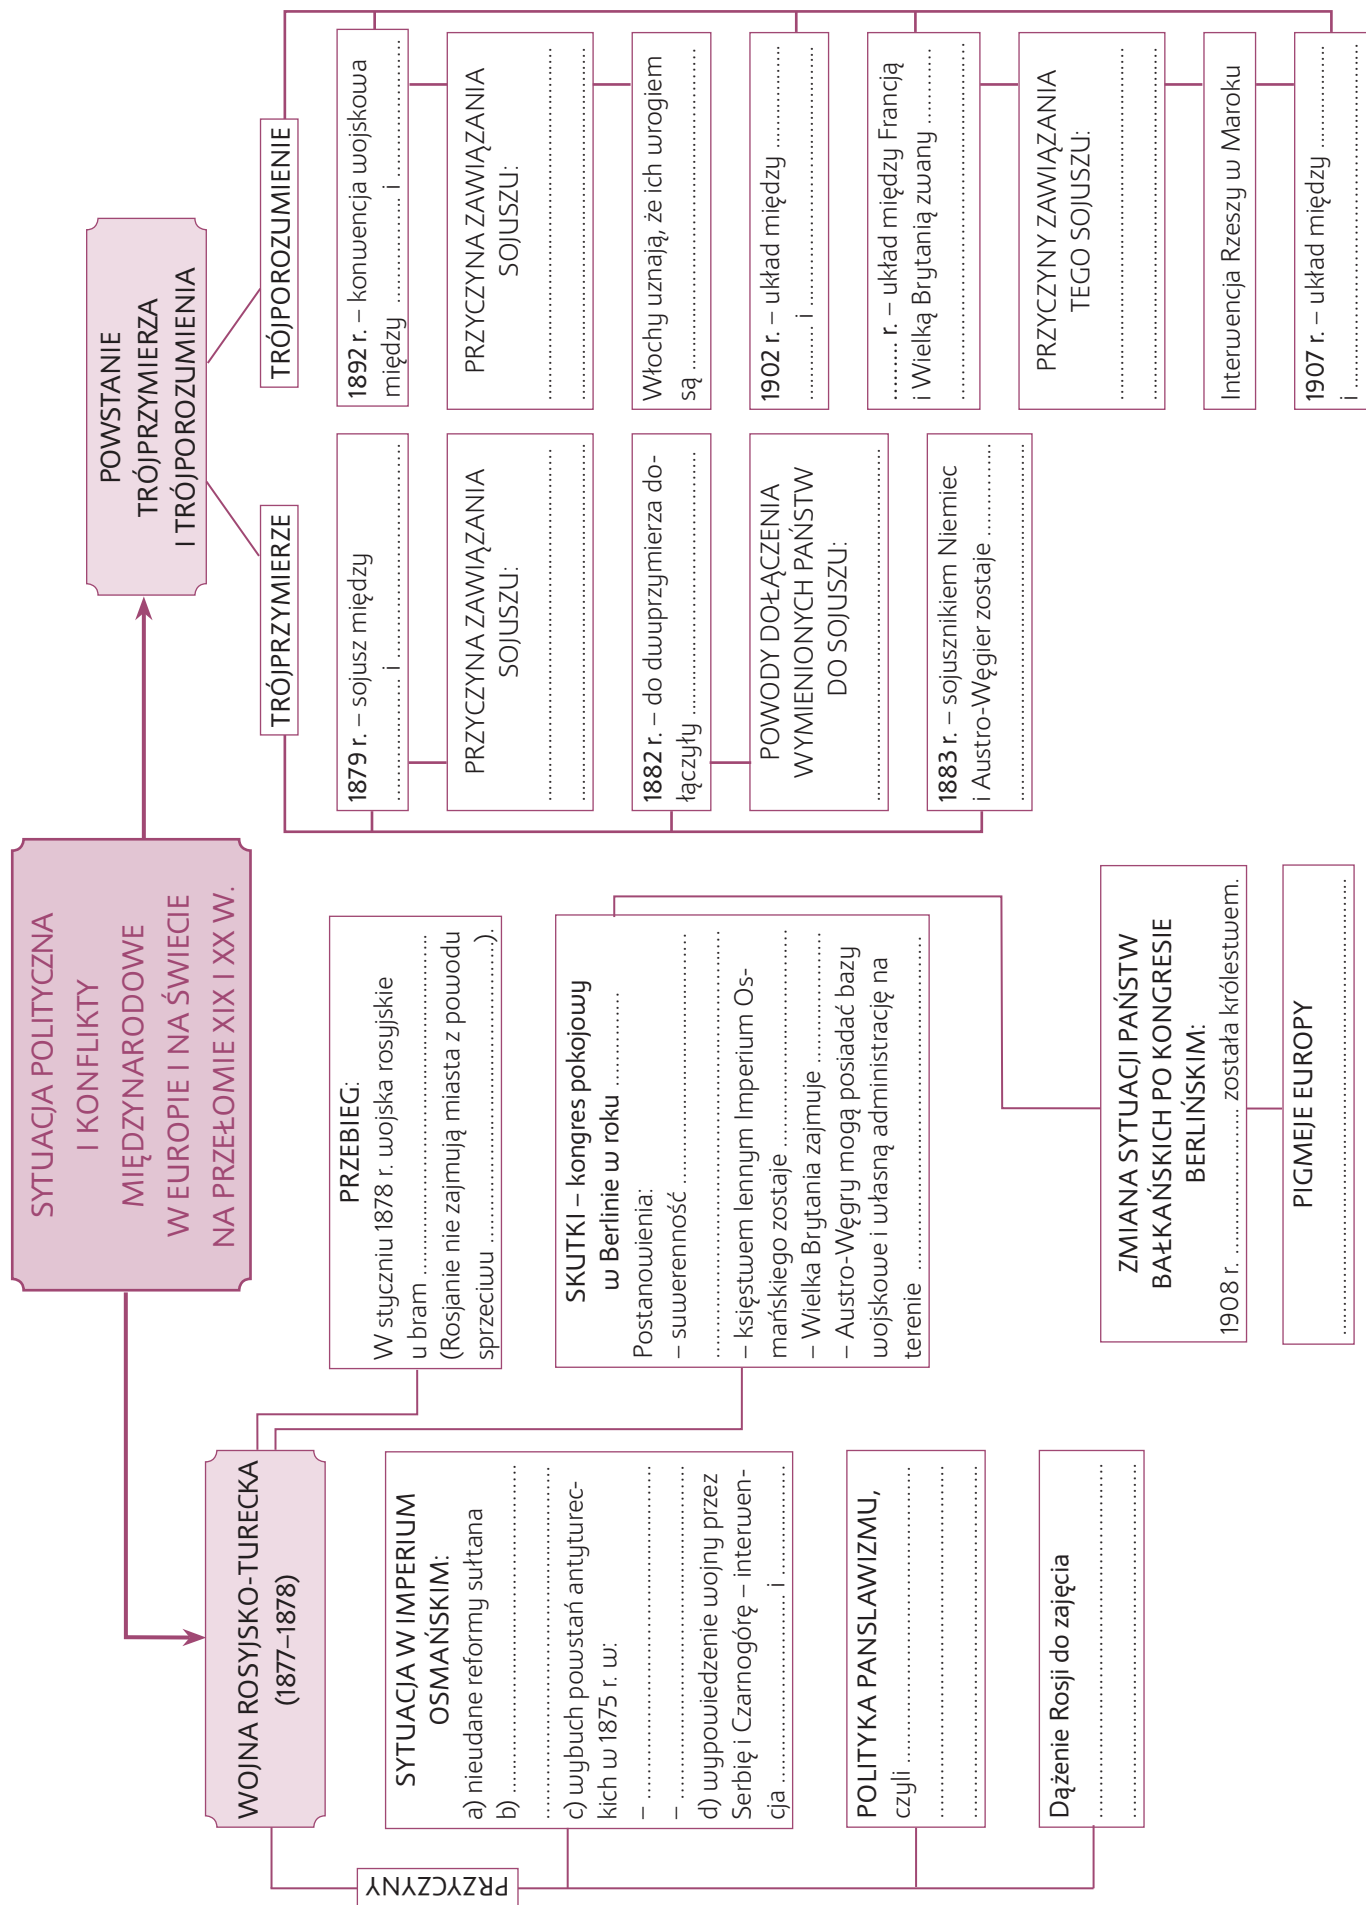 SYTUACJA POLITYCZNA
I KONFLIKTY
MIĘDZYNARODOWE
W EUROPIE I NA ŚWIECIE
NA PRZEŁOMIE XIX I XX W.
WOJNA ROSYJSKO-TURECKA
(1877–1878)
PRZYCZYNY
SYTUACJA W IMPERIUM
OSMAŃSKIM:
a) nieudane reformy sułtana
b) ..............................................
..............................................
c) wybuch powstań antyturec-
kich w 1875 r. w:
– ..............................................
– ..............................................
d) wypowiedzenie wojny przez
Serbię i Czarnogórę – interwen-
cja .......................... i ..........................
POLITYKA PANSLAWIZMU,
czyli ..............................................
..............................................
..............................................
Dążenie Rosji do zajęcia
..............................................
..............................................
PRZEBIEG:
W styczniu 1878 r. wojska rosyjskie
u bram ..............................................
(Rosjanie nie zajmują miasta z powodu
sprzeciwu ..............................................)
SKUTKI – kongres pokojowy
w Berlinie w roku ..............
Postanowienia:
– suwerenność ..............................................
..............................................
– księstwem lennym Imperium Os-
mańskiego zostaje ..............................
– Wielka Brytania zajmuje ....................
– Austro-Węgry mogą posiadać bazy
wojskowe i własną administrację na
terenie ..............................................
ZMIANA SYTUACJI PAŃSTW
BAŁKAŃSKICH PO KONGRESIE
BERLIŃSKIM:
1908 r. .......................... została królestwem.
PIGMEJE EUROPY
..............................................
POWSTANIE
TRÓJPRZYMIERZA
I TRÓJPOROZUMIENIA
TRÓJPRZYMIERZE
1879 r. – sojusz między
.................... i ..............................
PRZYCZYNA ZAWIĄZANIA
SOJUSZU:
..............................................
..............................................
1882 r. – do dwuprzymierza do-
łączyły ..............................................
POWODY DOŁĄCZENIA
WYMIENIONYCH PAŃSTW
DO SOJUSZU:
..............................................
1883 r. – sojusznikiem Niemiec
i Austro-Węgier zostaje ....................
..............................................
TRÓJPOROZUMIENIE
1892 r. – konwencja wojskowa
między .................... i ....................
PRZYCZYNA ZAWIĄZANIA
SOJUSZU:
..............................................
..............................................
Włochy uznają, że ich wrogiem
są ..............................................
1902 r. – układ między ....................
.................... i ..............................
........ r. – układ między Francją
i Wielką Brytanią zwany ..........
..............................................
PRZYCZYNY ZAWIĄZANIA
TEGO SOJUSZU:
..............................................
..............................................
Interwencja Rzeszy w Maroku
1907 r. – układ między ....................
i ..............................................